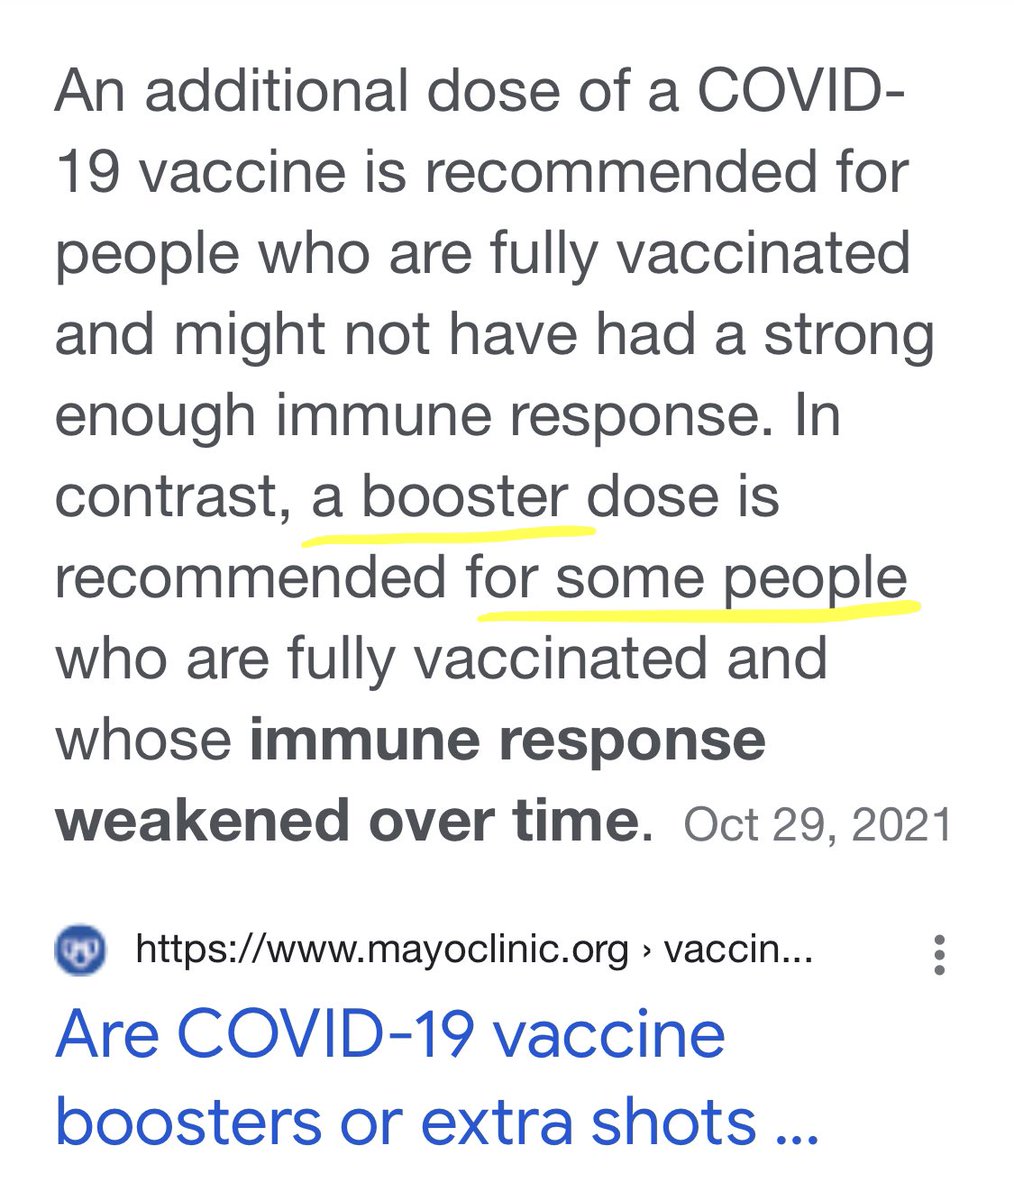 An additional dose of a COVID-
19 vaccine is recommended for
people who are fully vaccinated
and might not have had a strong
enough immune response. In
contrast, a booster dose is
recommended for some people
who are fully vaccinated and
whose immune response
weakened over time. Oct 29, 2021
https://www.mayoclinic.org › vaccin...
Are COVID-19 vaccine
boosters or extra shots ...